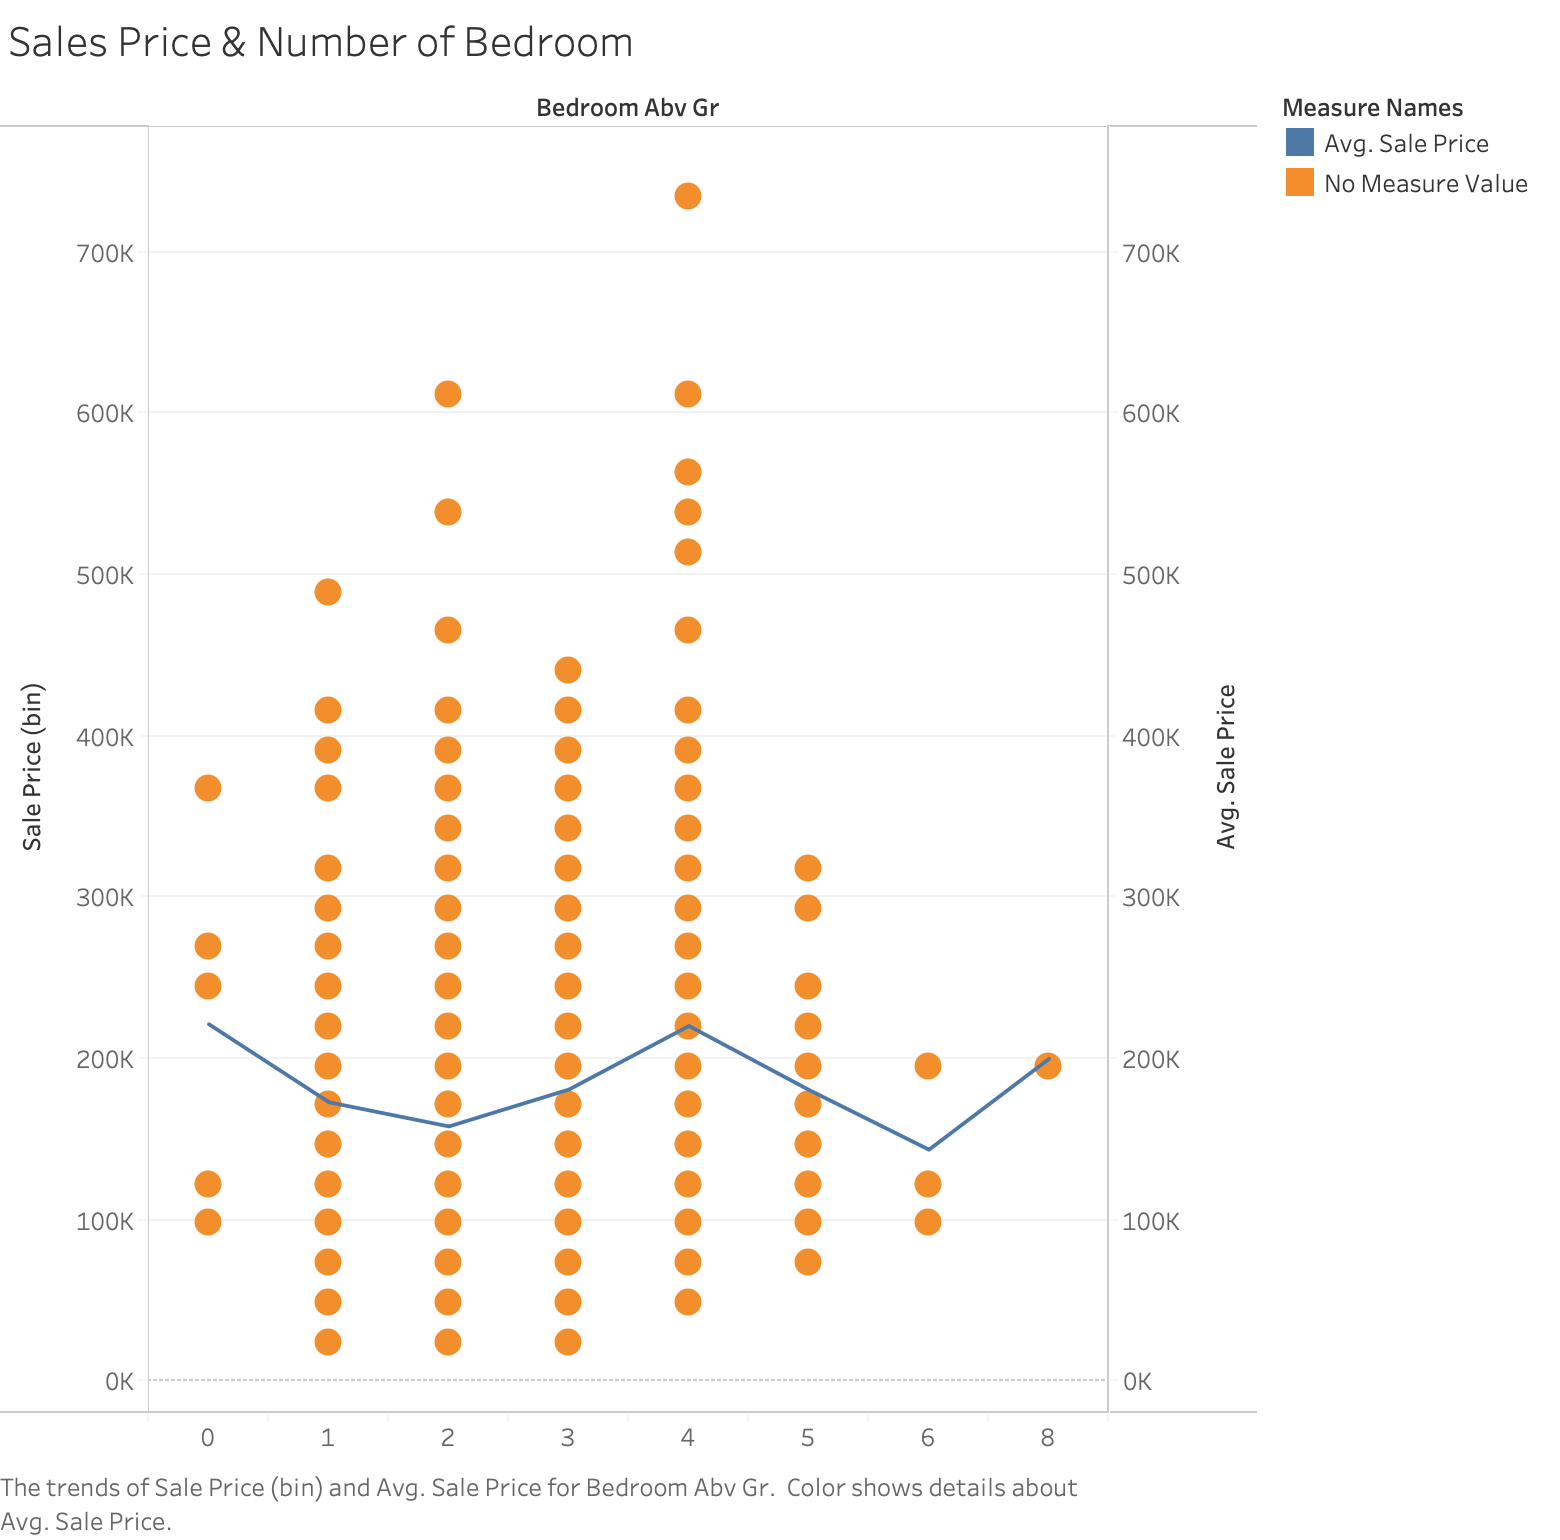 Sales Price & Number of Bedroom
Bedroom Abv Gr
Measure Names
Avg. Sale Price
No Measure Value
Sale Price (bin)
700K
600K
500K
400K
300K
200K
100K
0K
700K
600K
500K
400K
300K
200K
100K
0K
Avg. Sale Price
0 1 2 3 4 5 6 8
The trends of Sale Price (bin) and Avg. Sale Price for Bedroom Abv Gr.  Color shows details about
Avg. Sale Price.